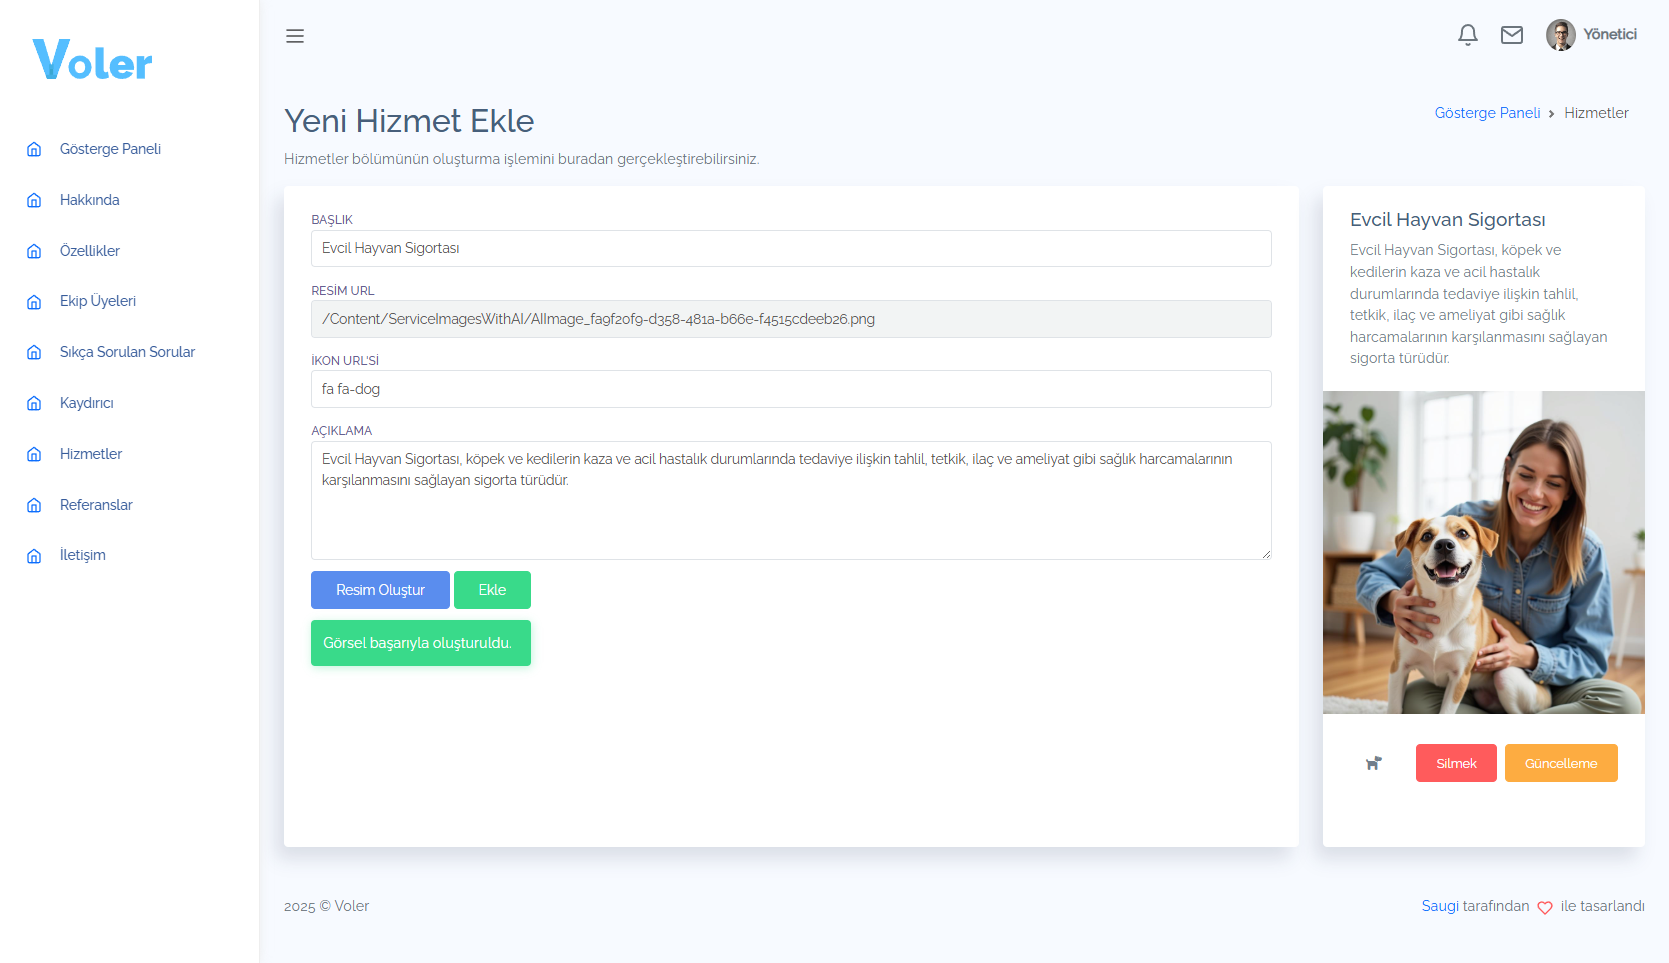 Voler
Yönetici
Gösterge Paneli
Hakkında
Özellikler
Ekip Üyeleri
Sıkça Sorulan Sorular
Kaydırıcı
Hizmetler
Referanslar
İletişim
Yeni Hizmet Ekle
Hizmetler bölümünün oluşturma işlemini buradan gerçekleştirebilirsiniz.
Gösterge Paneli > Hizmetler
BAŞLIK
Evcil Hayvan Sigortası
RESİM URL
/Content/ServiceImagesWithAI/AIImage_fa9f20f9-d358-481a-b66e-f4515cdeeb26.png
İKON URL'Sİ
fa fa-dog
AÇIKLAMA
Evcil Hayvan Sigortası, köpek ve kedilerin kaza ve acil hastalık durumlarında tedaviye ilişkin tahlil, tetkik, ilaç ve ameliyat gibi sağlık harcamalarının
karşılanmasını sağlayan sigorta türüdür.
Resim Oluştur
Ekle
Görsel başarıyla oluşturuldu.
Evcil Hayvan Sigortası
Evcil Hayvan Sigortası, köpek ve
kedilerin kaza ve acil hastalık
durumlarında tedaviye ilişkin tahlil,
tetkik, ilaç ve ameliyat gibi sağlık
harcamalarının karşılanmasını sağlayan
sigorta türüdür.
Silmek
Güncelleme
2025 © Voler
Saugi tarafından ile tasarlandı